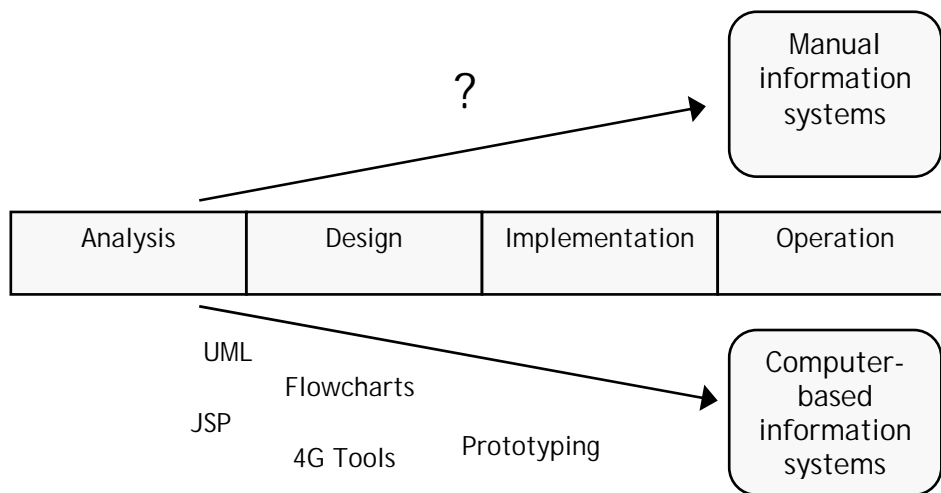 Manual
information
systems
?
Analysis
Design
Implementation
Operation
UML
Flowcharts
JSP
4G Tools
Prototyping
Computer-
based
information
systems